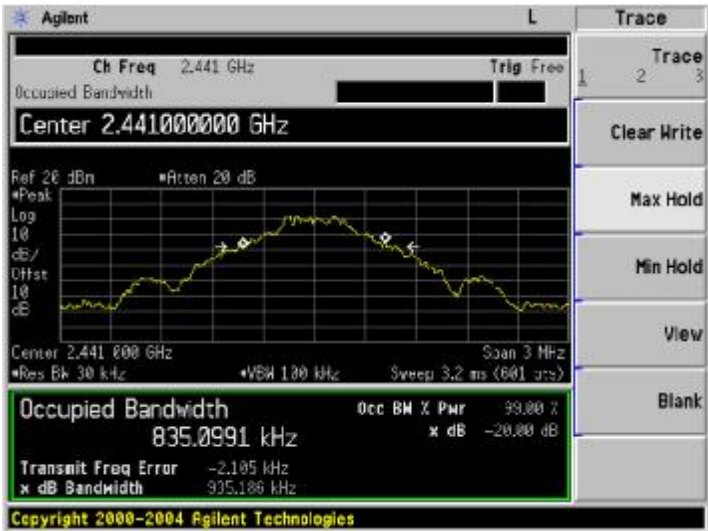 Agilent
L
Trace
Ch Freq 2.441 GHz
Trig Free
Occupied Bandwidth
Center 2.441000000 GHz
Trace
1 2 3
Clear Write
Max Hold
Min Hold
View
Blank
Ref 20 dBm
*Atten 20 dB
*Peak
Log
10
dB/
Offst
10
dB
Center 2.441 000 GHz
Span 3 MHz
*Res BW 30 kHz
*VBW 100 kHz
Sweep 3.2 ms (601 pts)
Occupied Bandwidth
835.0991 kHz
Occ BW % Pwr 99.00 %
x dB -20.00 dB
Transmit Freq Error -2.105 kHz
x dB Bandwidth 935.186 kHz
Copyright 2000-2004 Agilent Technologies